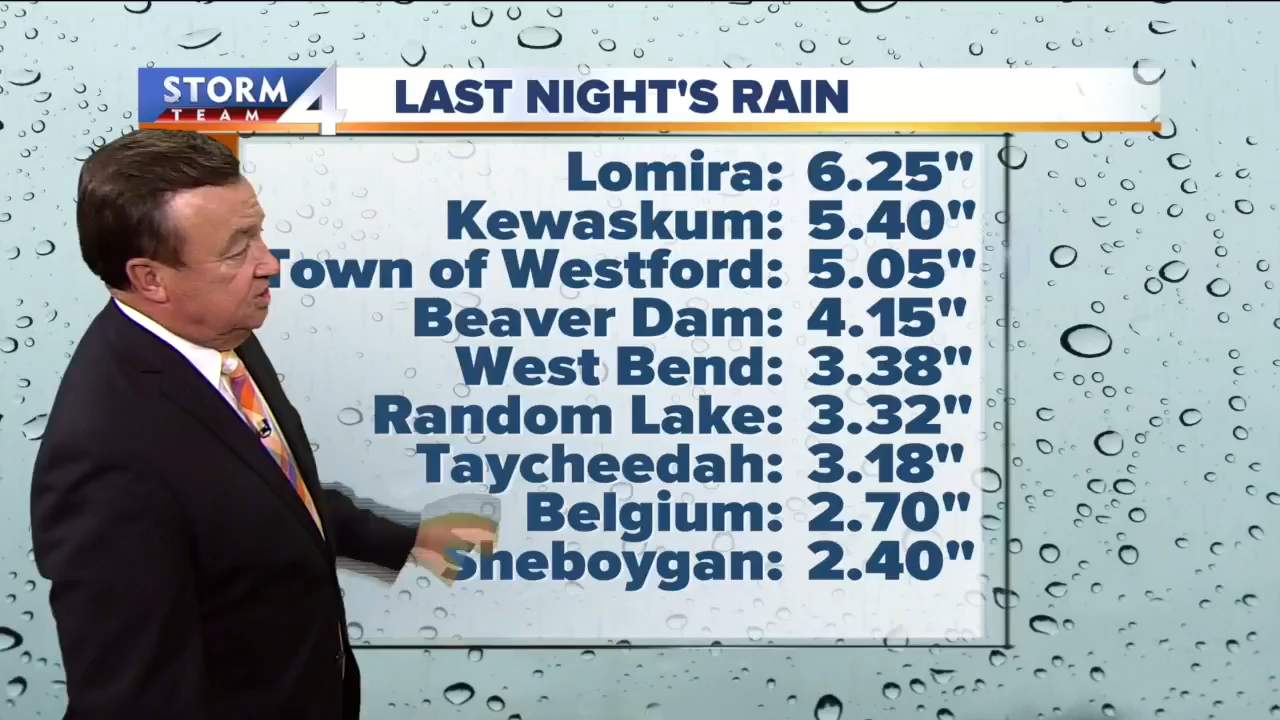 STORM
TEAM
4
LAST NIGHT'S RAIN
Lomira: 6.25"
Kewaskum: 5.40"
Town of Westford: 5.05"
Beaver Dam: 4.15"
West Bend: 3.38"
Random Lake: 3.32"
Taycheedah: 3.18"
Belgium: 2.70"
Sheboygan: 2.40"